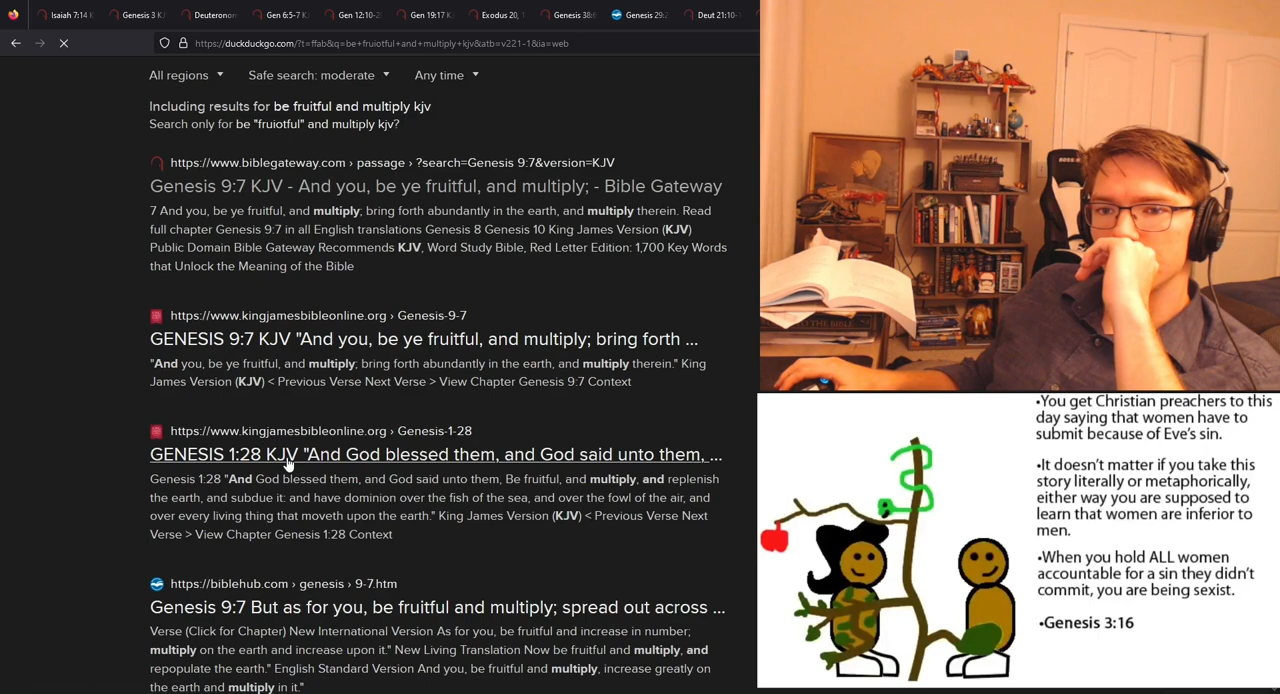 Isaiah 7:14 K
Genesis 3 KJ
Deuteronom
Gen 6:5-7 K
Gen 12:10-2
Gen 19:17 K
Exodus 20, 1
Genesis 38:
Genesis 29:
Deut 21:10-
https://duckduckgo.com/?t=ffab&q=be+fruiotful+and+multiply+kjv&atb=v221-1&ia=web
All regions Safe search: moderate Any time
Including results for be fruitful and multiply kjv
Search only for be "fruiotful" and multiply kjv?
https://www.biblegateway.com › passage › ?search=Genesis 9:7&version=KJV
Genesis 9:7 KJV - And you, be ye fruitful, and multiply; - Bible Gateway
7 And you, be ye fruitful, and multiply; bring forth abundantly in the earth, and multiply therein. Read
full chapter Genesis 9:7 in all English translations Genesis 8 Genesis 10 King James Version (KJV)
Public Domain Bible Gateway Recommends KJV, Word Study Bible, Red Letter Edition: 1,700 Key Words
that Unlock the Meaning of the Bible
https://www.kingjamesbibleonline.org › Genesis-9-7
GENESIS 9:7 KJV "And you, be ye fruitful, and multiply; bring forth ...
"And you, be ye fruitful, and multiply; bring forth abundantly in the earth, and multiply therein." King
James Version (KJV) < Previous Verse Next Verse > View Chapter Genesis 9:7 Context
https://www.kingjamesbibleonline.org › Genesis-1-28
GENESIS 1:28 KJV "And God blessed them, and God said unto them, ...
Genesis 1:28 "And God blessed them, and God said unto them, Be fruitful, and multiply, and replenish
the earth, and subdue it: and have dominion over the fish of the sea, and over the fowl of the air, and
over every living thing that moveth upon the earth." King James Version (KJV) < Previous Verse Next
Verse > View Chapter Genesis 1:28 Context
https://biblehub.com › genesis › 9-7.htm
Genesis 9:7 But as for you, be fruitful and multiply; spread out across ...
Verse (Click for Chapter) New International Version As for you, be fruitful and increase in number;
multiply on the earth and increase upon it." New Living Translation Now be fruitful and multiply, and
repopulate the earth." English Standard Version And you, be fruitful and multiply, increase greatly on
the earth and multiply in it."
•You get Christian preachers to this
day saying that women have to
submit because of Eve's sin.
•It doesn't matter if you take this
story literally or metaphorically,
either way you are supposed to
learn that women are inferior to
men.
•When you hold ALL women
accountable for a sin they didn't
commit, you are being sexist.
•Genesis 3:16